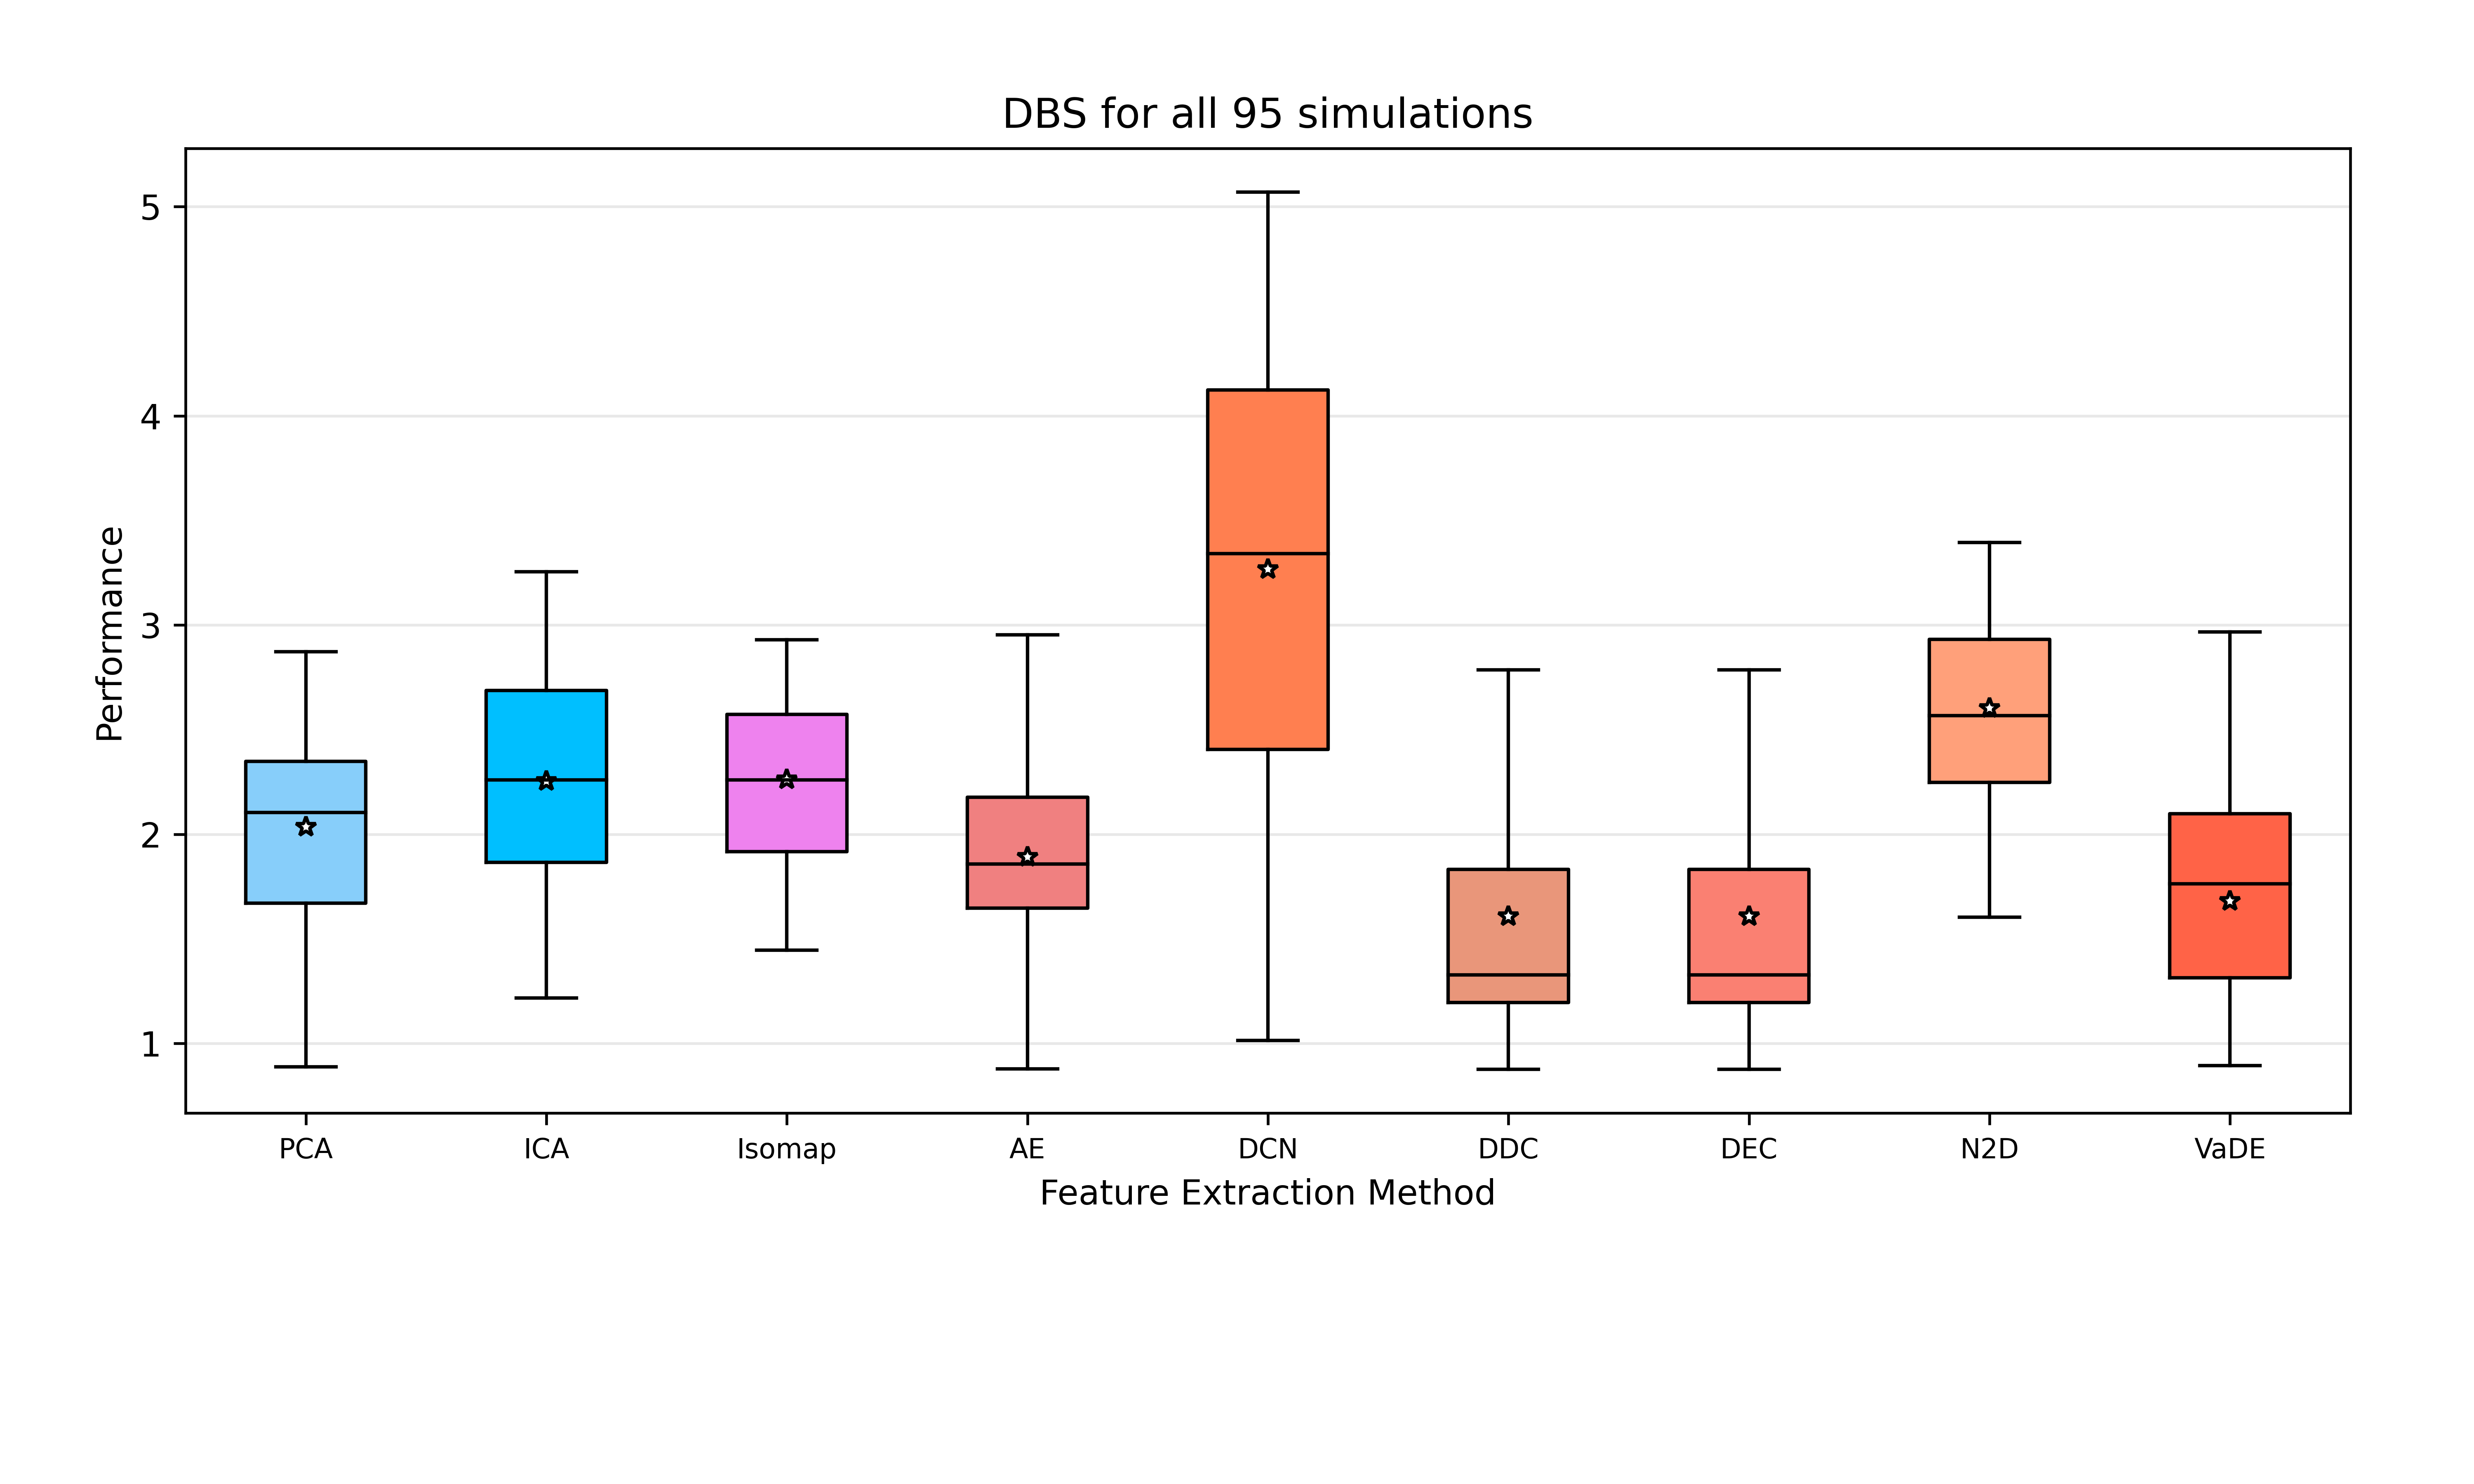 DBS for all 95 simulations
Performance
5
4
3
2
1
PCA ICA Isomap AE DCN DDC DEC N2D VaDE
Feature Extraction Method